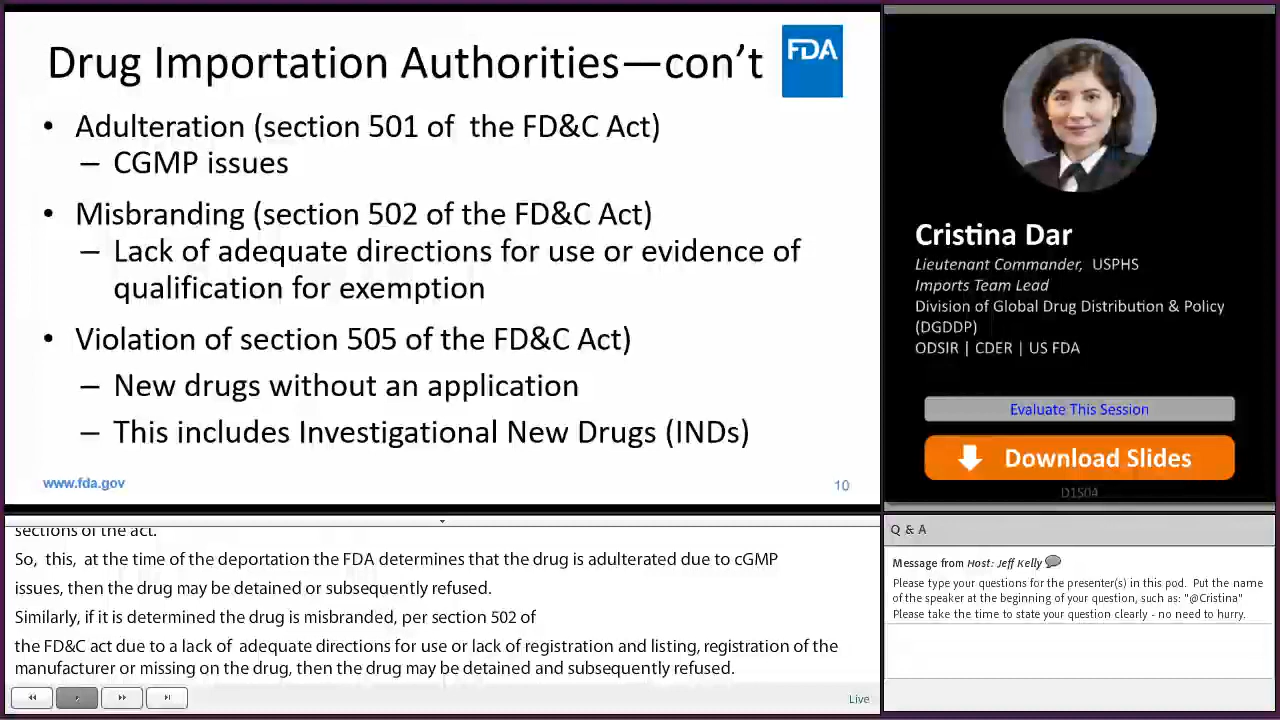 Drug Importation Authorities—con't
FDA
• Adulteration (section 501 of the FD&C Act)
– CGMP issues
• Misbranding (section 502 of the FD&C Act)
– Lack of adequate directions for use or evidence of
qualification for exemption
• Violation of section 505 of the FD&C Act)
– New drugs without an application
– This includes Investigational New Drugs (INDs)
www.fda.gov
10
Cristina Dar
Lieutenant Commander, USPHS
Imports Team Lead
Division of Global Drug Distribution & Policy
(DGDDP)
ODSIR | CDER | US FDA
Evaluate This Session
Download Slides
D150A
sections of the act.
So, this, at the time of the deportation the FDA determines that the drug is adulterated due to cGMP
issues, then the drug may be detained or subsequently refused.
Similarly, if it is determined the drug is misbranded, per section 502 of
the FD&C act due to a lack of adequate directions for use or lack of registration and listing, registration of the
manufacturer or missing on the drug, then the drug may be detained and subsequently refused.
Live
Q & A
Message from Host: Jeff Kelly
Please type your questions for the presenter(s) in this pod. Put the name
of the speaker at the beginning of your question, such as: "@Cristina"
Please take the time to state your question clearly - no need to hurry.